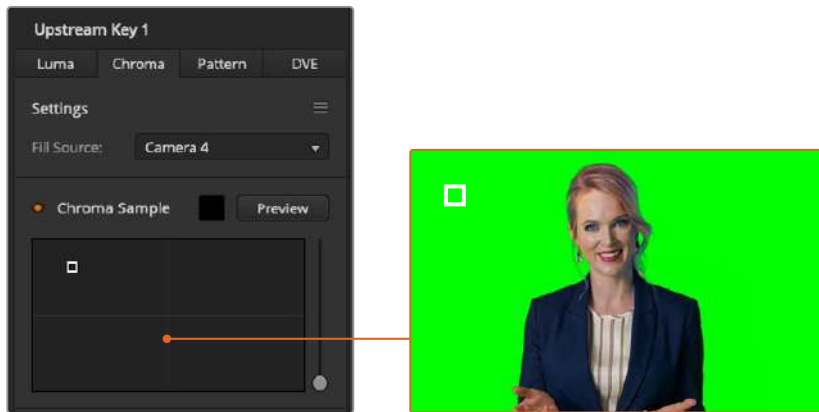 Upstream Key 1
Luma Chroma Pattern DVE
Settings
Fill Source: Camera 4
Chroma Sample Preview